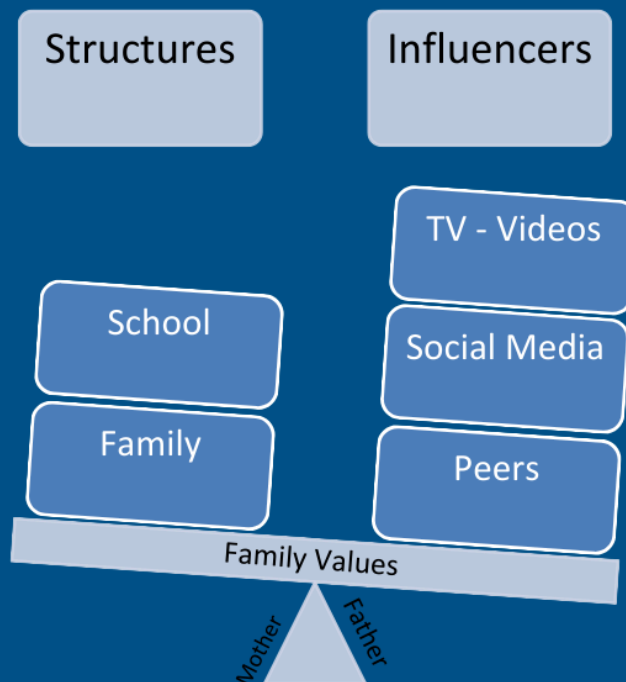 Structures
Influencers
TV - Videos
School
Social Media
Family
Peers
Family Values
Mother
Father